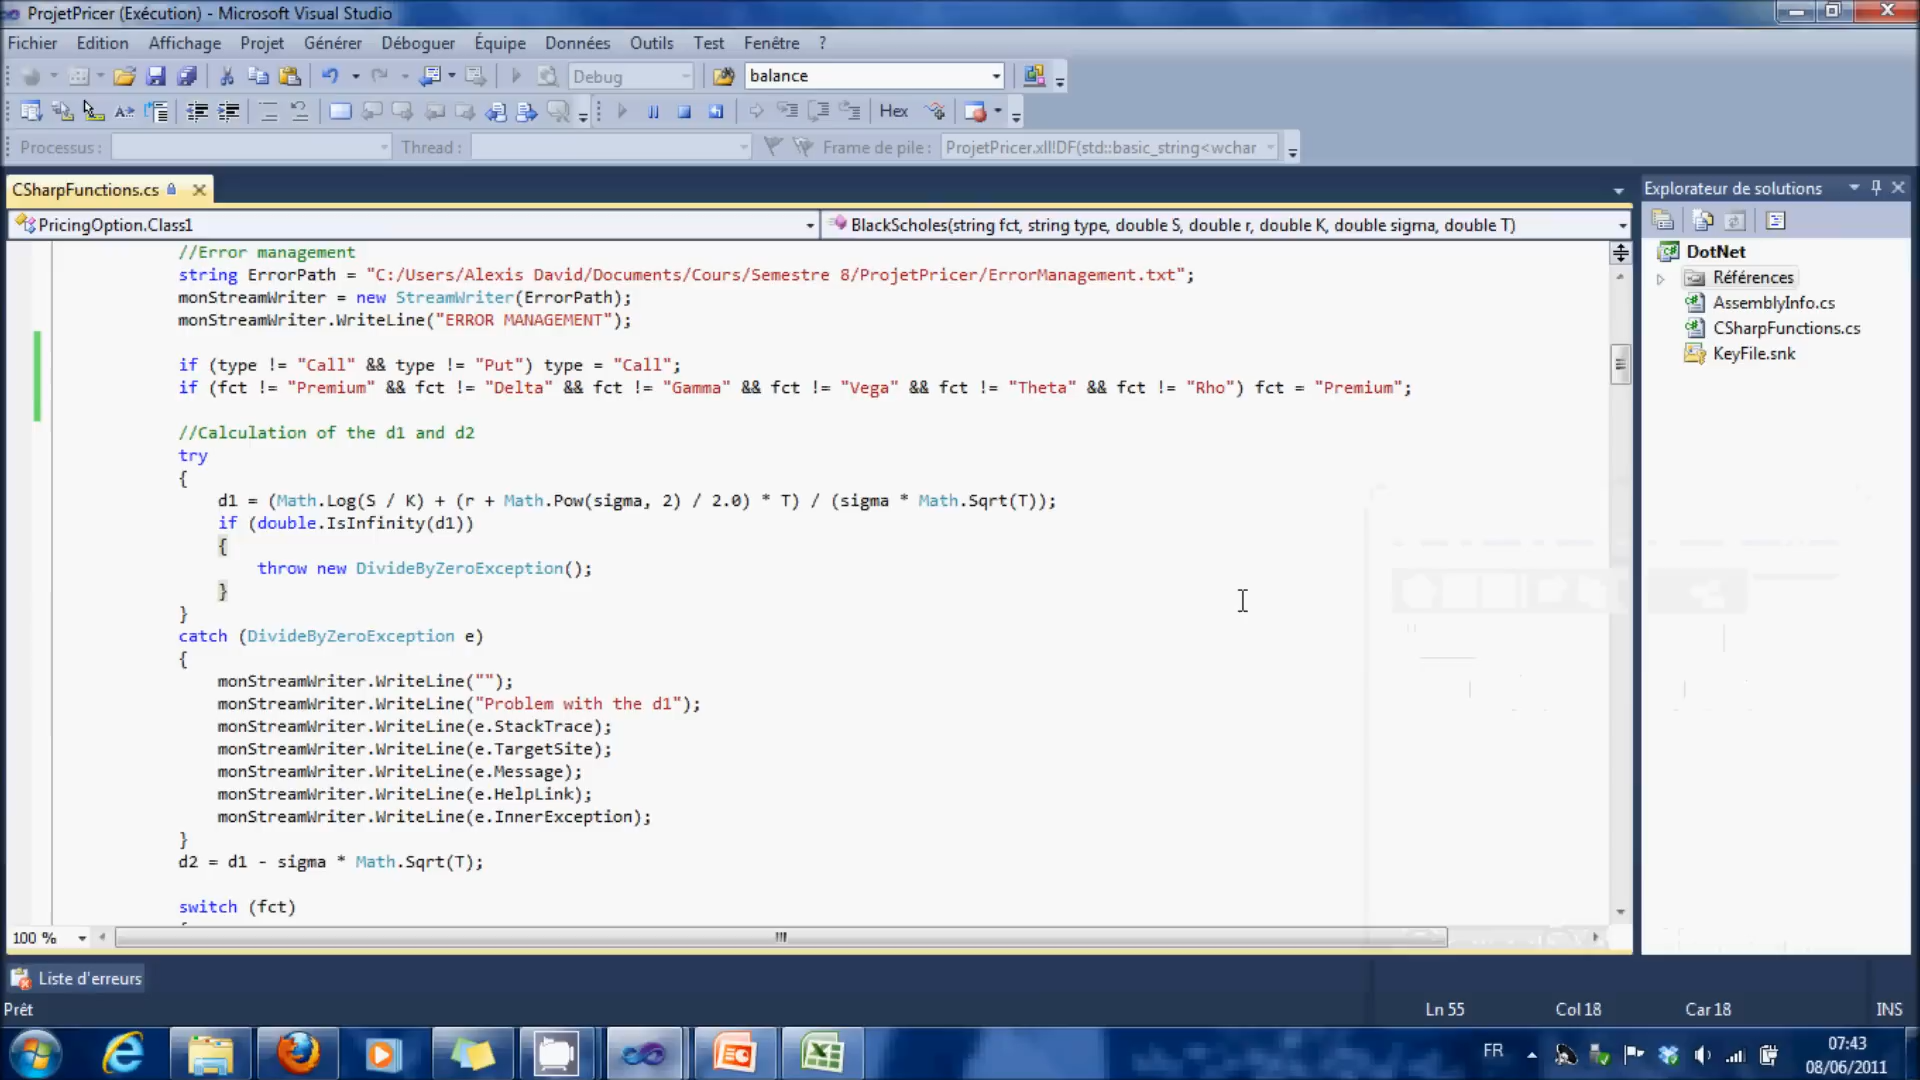 ProjetPricer (Exécution) - Microsoft Visual Studio
Fichier Edition Affichage Projet Générer Déboguer Équipe Données Outils Test Fenêtre ?
Debug balance
Hex
Processus : Thread : Frame de pile : ProjetPricer.xll!DF(std::basic_string<wchar
CSharpFunctions.cs
Explorateur de solutions
PricingOption.Class1
BlackScholes(string fct, string type, double S, double r, double K, double sigma, double T)
DotNet
Références
AssemblyInfo.cs
CSharpFunctions.cs
KeyFile.snk
//Error management
string ErrorPath = "C:/Users/Alexis David/Documents/Cours/Semestre 8/ProjetPricer/ErrorManagement.txt";
monStreamWriter = new StreamWriter(ErrorPath);
monStreamWriter.WriteLine("ERROR MANAGEMENT");
if (type != "Call" && type != "Put") type = "Call";
if (fct != "Premium" && fct != "Delta" && fct != "Gamma" && fct != "Vega" && fct != "Theta" && fct != "Rho") fct = "Premium";
//Calculation of the d1 and d2
try
{
d1 = (Math.Log(S / K) + (r + Math.Pow(sigma, 2) / 2.0) * T) / (sigma * Math.Sqrt(T));
if (double.IsInfinity(d1))
{
throw new DivideByZeroException();
}
}
catch (DivideByZeroException e)
{
monStreamWriter.WriteLine("");
monStreamWriter.WriteLine("Problem with the d1");
monStreamWriter.WriteLine(e.StackTrace);
monStreamWriter.WriteLine(e.TargetSite);
monStreamWriter.WriteLine(e.Message);
monStreamWriter.WriteLine(e.HelpLink);
monStreamWriter.WriteLine(e.InnerException);
}
d2 = d1 - sigma * Math.Sqrt(T);
switch (fct)
100 %
Liste d'erreurs
Prêt Ln 55 Col 18 Car 18 INS
FR 07:43
08/06/2011